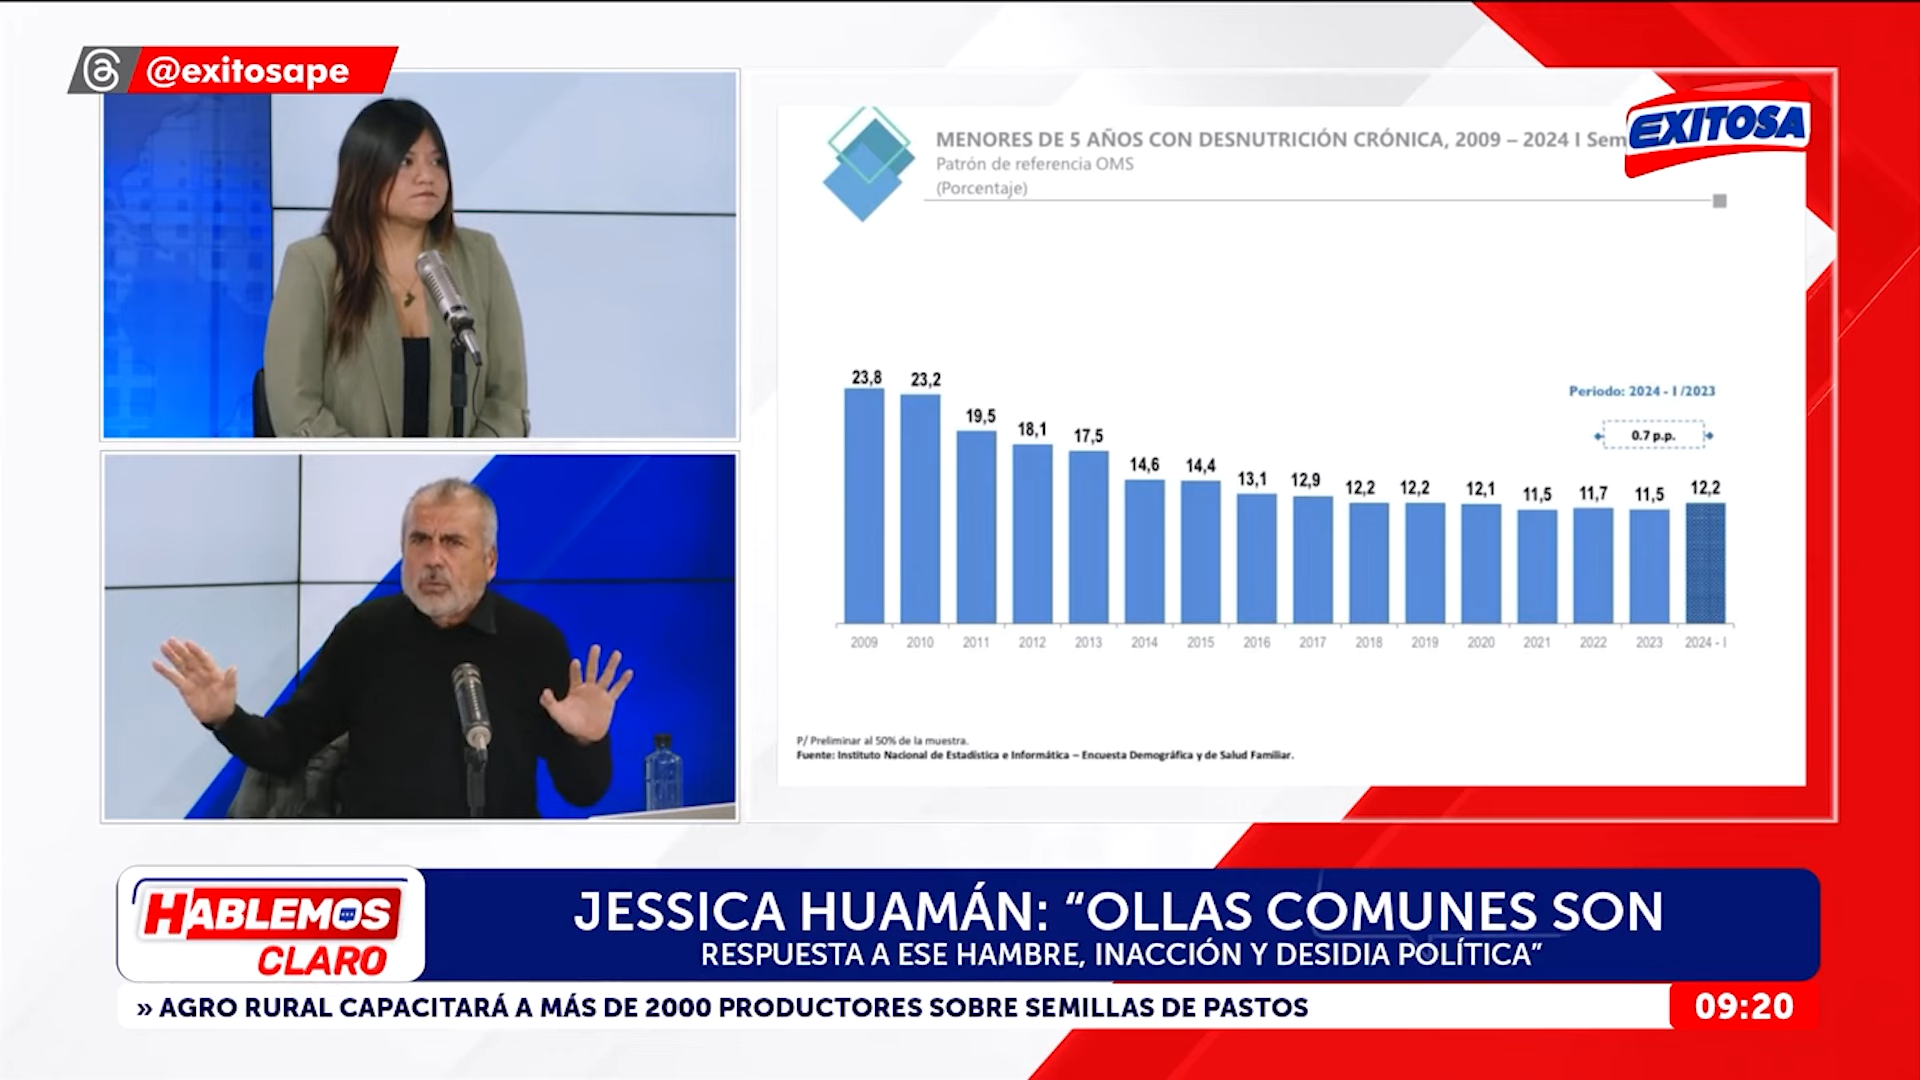 @exitosape
EXITOSA
MENORES DE 5 AÑOS CON DESNUTRICIÓN CRÓNICA, 2009 – 2024 I Sem
Patrón de referencia OMS
(Porcentaje)
23,8 23,2 19,5 18,1 17,5 14,6 14,4 13,1 12,9 12,2 12,2 12,1 11,5 11,7 11,5 12,2
Periodo: 2024 - I /2023
0.7 p.p.
2009 2010 2011 2012 2013 2014 2015 2016 2017 2018 2019 2020 2021 2022 2023 2024 - I
P/ Preliminar al 50% de la muestra.
Fuente: Instituto Nacional de Estadística e Informática – Encuesta Demográfica y de Salud Familiar.
HABLEMOS
CLARO
JESSICA HUAMÁN: “OLLAS COMUNES SON
RESPUESTA A ESE HAMBRE, INACCIÓN Y DESIDIA POLÍTICA”
» AGRO RURAL CAPACITARÁ A MÁS DE 2000 PRODUCTORES SOBRE SEMILLAS DE PASTOS
09:20